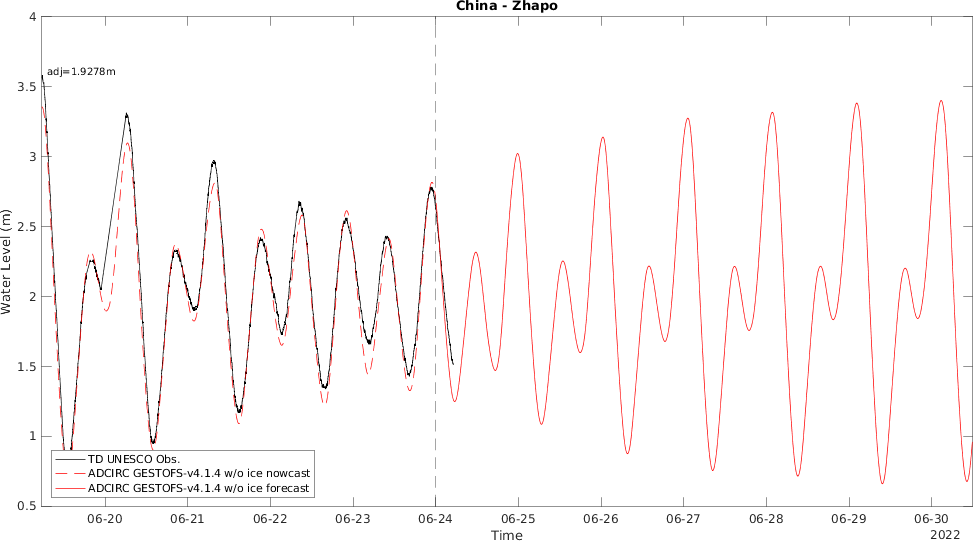 China - Zhapo
adj=1.9278m
4
3.5
3
2.5
2
1.5
1
0.5
Water Level (m)
TD UNESCO Obs.
ADCIRC GESTOFS-v4.1.4 w/o ice nowcast
ADCIRC GESTOFS-v4.1.4 w/o ice forecast
06-20 06-21 06-22 06-23 06-24 06-25 06-26 06-27 06-28 06-29 06-30
Time
2022